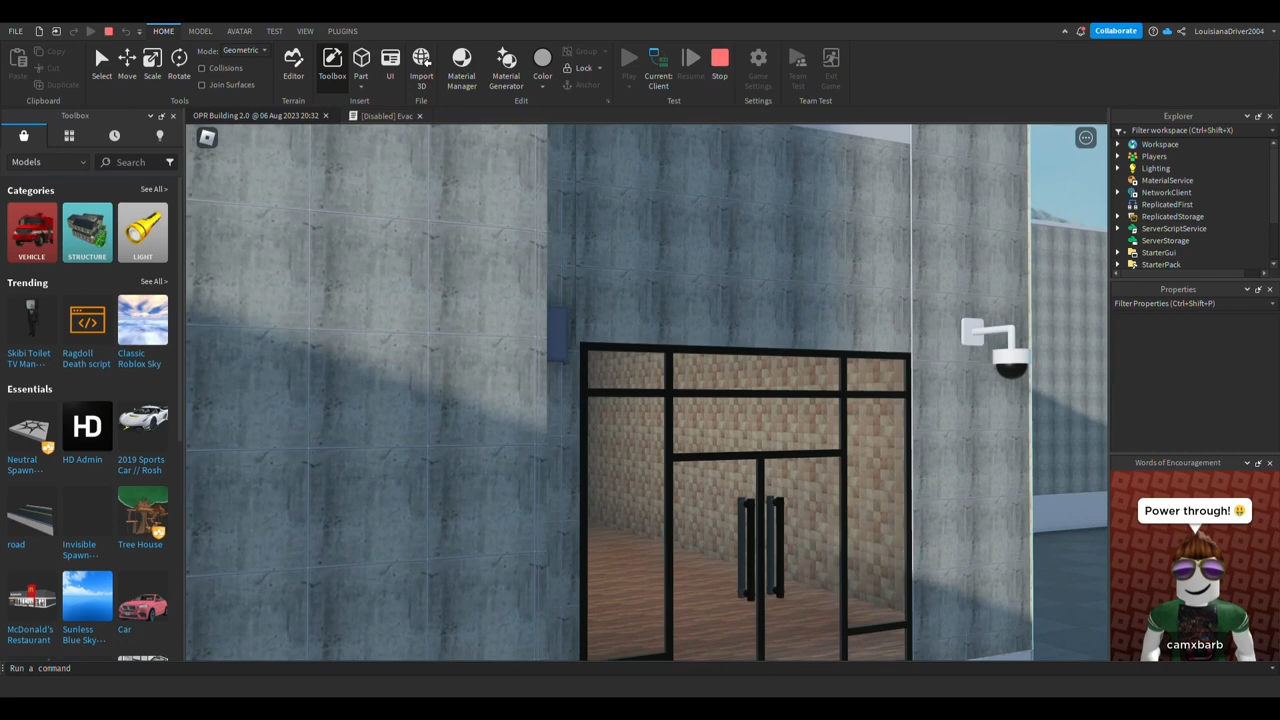 FILE HOME MODEL AVATAR TEST VIEW PLUGINS Collaborate LouisianaDriver2004
Paste Copy Cut Duplicate
Select Move Scale Rotate
Mode: Geometric
Collisions
Join Surfaces
Editor Toolbox Part UI Import 3D Material Manager Material Generator Color
Group
Lock
Anchor
Play Current: Client Resume Stop Game Settings Team Test Exit Game
Clipboard Tools Terrain Insert File Edit Test Settings Team Test
Toolbox
OPR Building 2.0 @ 06 Aug 2023 20:32
[Disabled] Evac
Models
Search
Categories See All >
VEHICLE STRUCTURE LIGHT
Trending See All >
Skibi Toilet TV Man···
Ragdoll Death script
Classic Roblox Sky
Essentials
HD
Neutral Spawn···
HD Admin
2019 Sports Car // Rosh
road
Invisible Spawn···
Tree House
McDonald's Restaurant
Sunless Blue Sky···
Car
Run a command
Explorer
Filter workspace (Ctrl+Shift+X)
Workspace
Players
Lighting
MaterialService
NetworkClient
ReplicatedFirst
ReplicatedStorage
ServerScriptService
ServerStorage
StarterGui
StarterPack
Properties
Filter Properties (Ctrl+Shift+P)
Words of Encouragement
Power through! 🤑
camxbarb